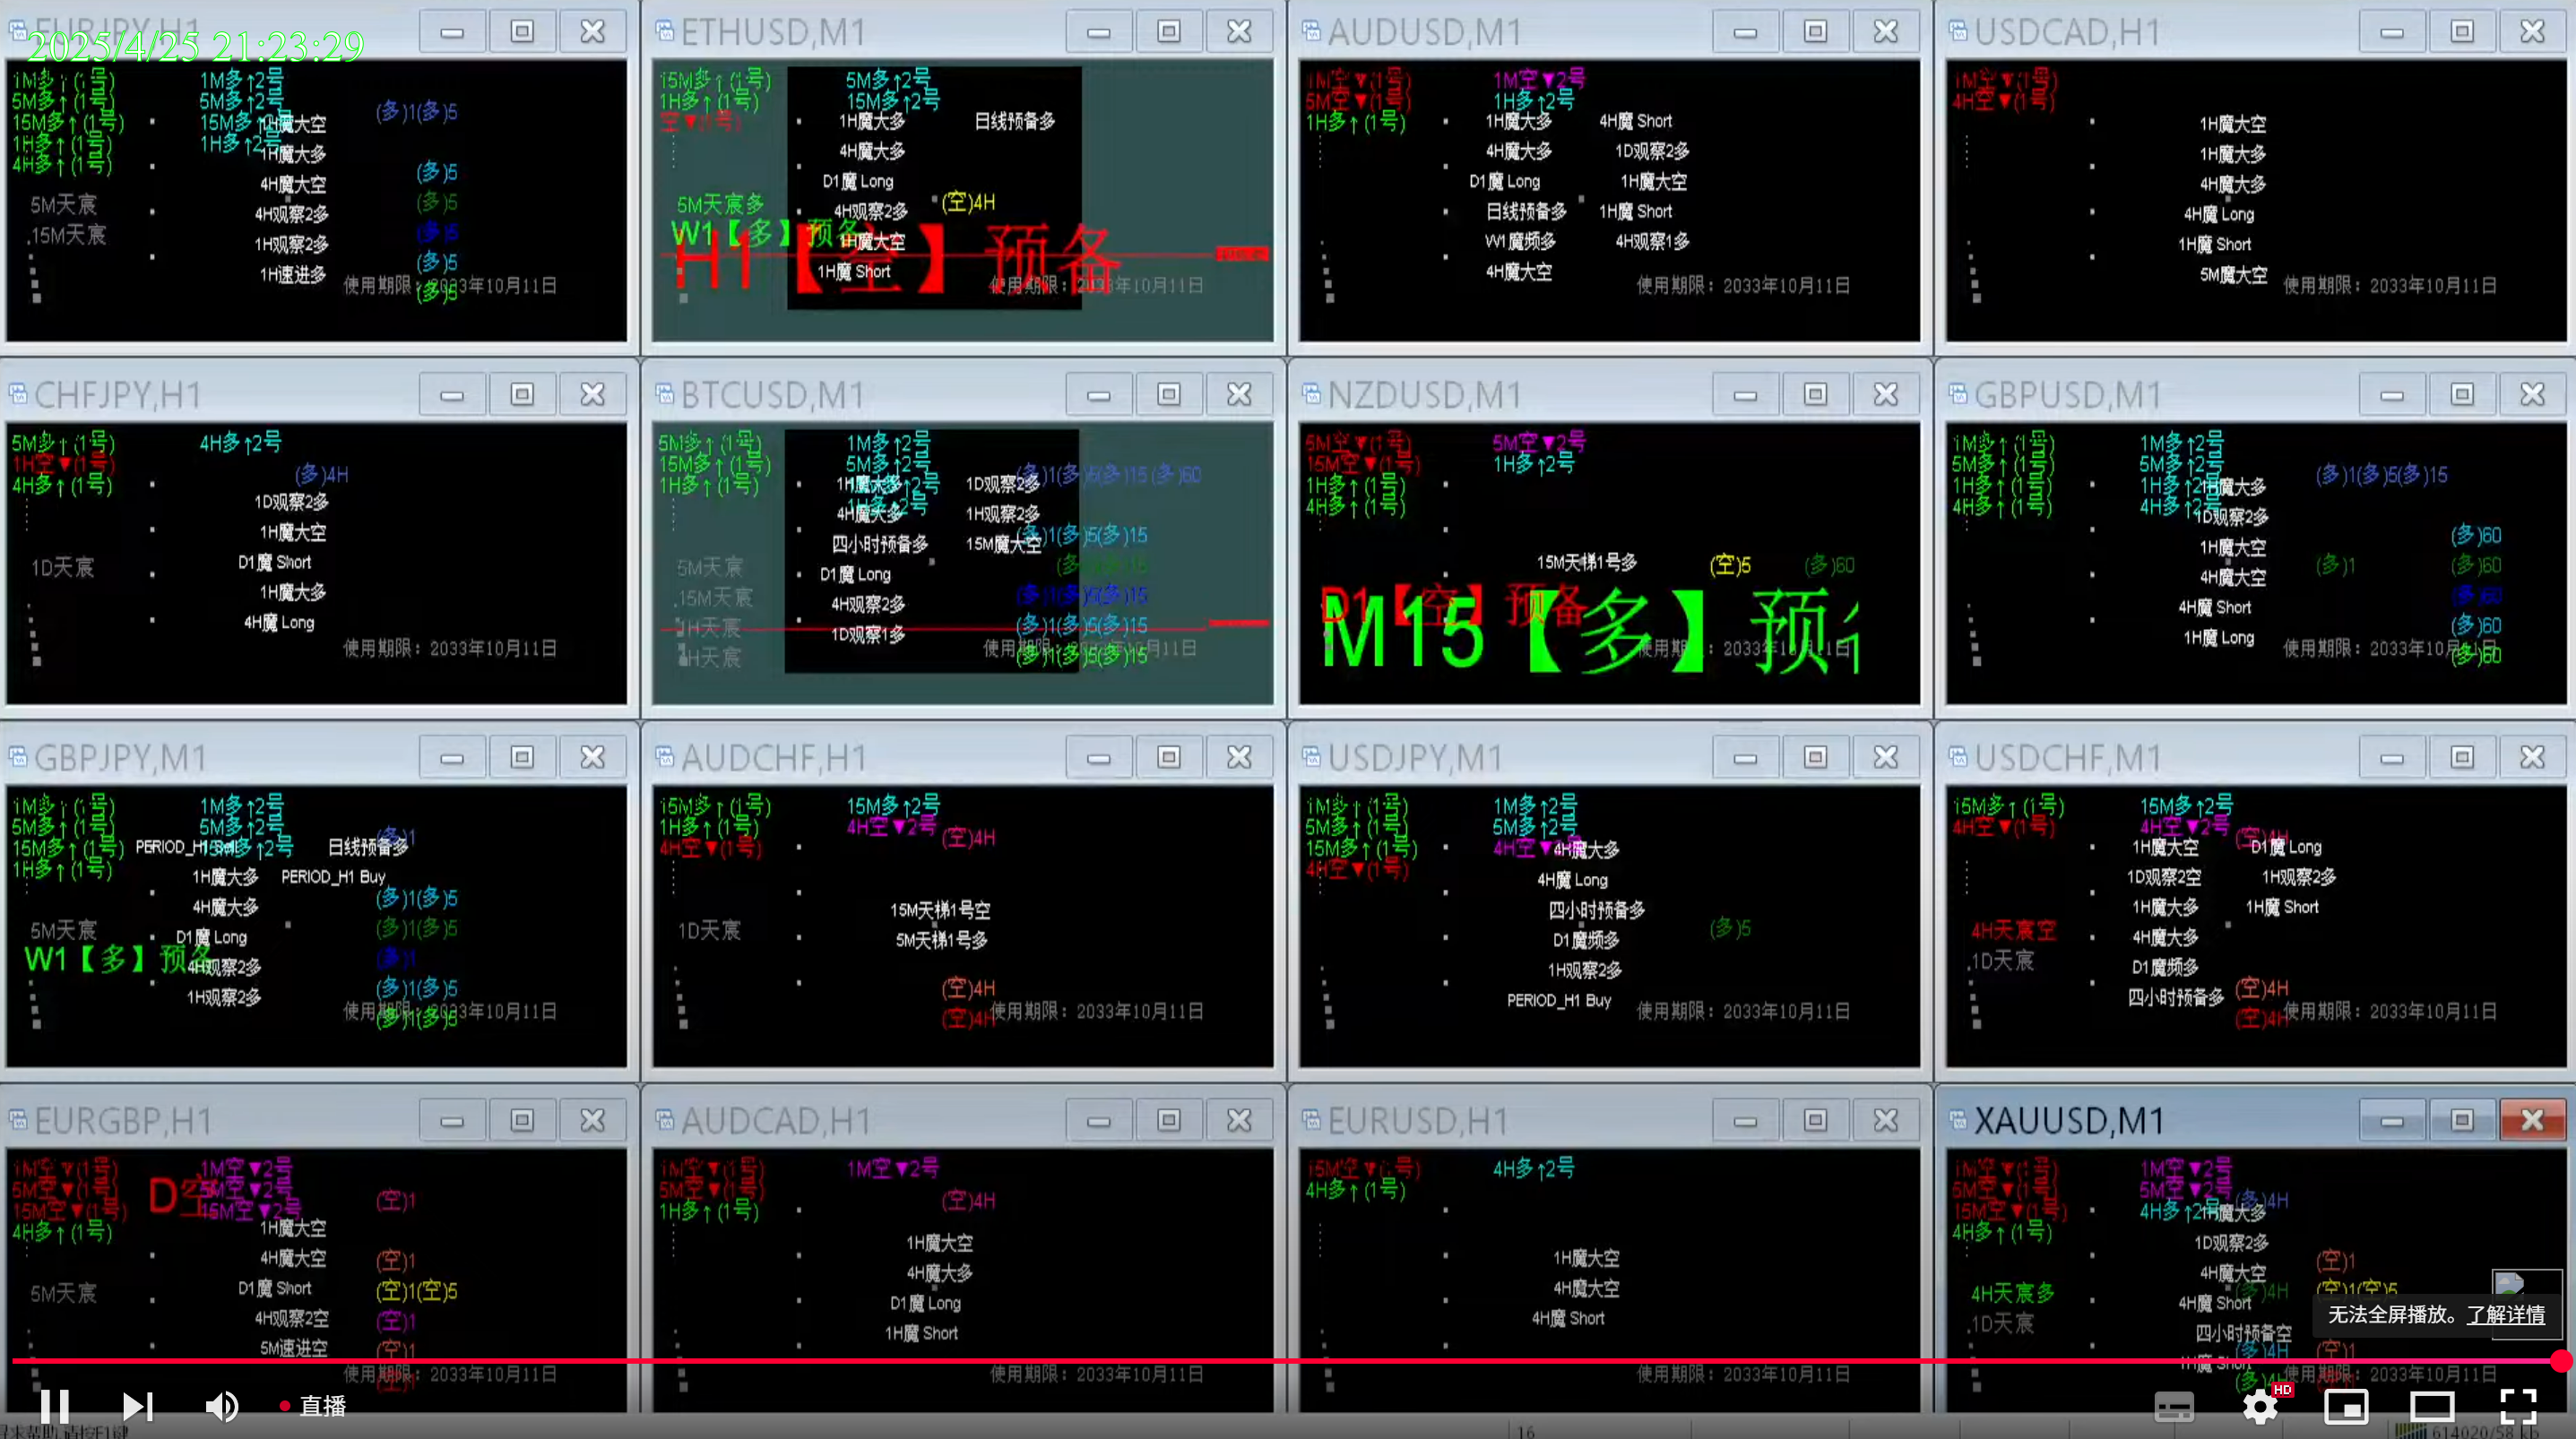 EURJPY,H1
2025/4/25 21:23:29
1M多↑(1号)
5M多↑(1号)
15M多↑(1号)
1H多↑(1号)
4H多↑(1号)
1M多↑2号
5M多↑2号
15M多↑2号
1H多↑2号
1H魔大空
1H魔大多
4H魔大空
4H观察2多
1H观察2多
1H速进多
(多)1(多)5
(多)5
(多)5
(多)5
(多)5
(多)5
5M天宸
.15M天宸
使用期限：2033年10月11日
ETHUSD,M1
15M多↑(1号)
1H多↑(1号)
空▼(1号)
5M多↑2号
15M多↑2号
1H魔大多
日线预备多
4H魔大多
D1魔 Long
4H观察2多
(空)4H
1H魔大空
1H魔 Short
5M天宸多
W1【多】预备
H1【空】预备
使用期限：2033年10月11日
AUDUSD,M1
1M空▼(1号)
5M空▼(1号)
1H多↑(1号)
1M空▼2号
1H多↑2号
1H魔大多
4H魔 Short
4H魔大多
1D观察2多
D1魔 Long
1H魔大空
日线预备多
1H魔 Short
W1魔频多
4H观察1多
4H魔大空
使用期限：2033年10月11日
USDCAD,H1
1M空▼(1号)
4H空▼(1号)
1H魔大空
1H魔大多
4H魔大多
4H魔 Long
1H魔 Short
5M魔大空
使用期限：2033年10月11日
CHFJPY,H1
5M多↑(1号)
1H空▼(1号)
4H多↑(1号)
4H多↑2号
(多)4H
1D观察2多
1H魔大空
D1魔 Short
1H魔大多
4H魔 Long
1D天宸
使用期限：2033年10月11日
BTCUSD,M1
5M多↑(1号)
15M多↑(1号)
1H多↑(1号)
1M多↑2号
5M多↑2号
1H多↑2号
1H魔大多
1D观察2多
4H魔大多
1H观察2多
四小时预备多
15M魔大空
D1魔 Long
4H观察2多
1D观察1多
(多)1(多)5(多)15(多)60
(多)1(多)5(多)15
(多)1(多)5(多)15
(多)1(多)5(多)15
(多)1(多)5(多)15
5M天宸
.15M天宸
1H天宸
使用期限：2033年10月11日
NZDUSD,M1
5M空▼(1号)
15M空▼(1号)
1H多↑(1号)
4H多↑(1号)
5M空▼2号
1H多↑2号
15M天梯1号多
(空)5
(多)60
D1【空】预备
M15【多】预
使用期限：2033年10月11日
GBPUSD,M1
1M多↑(1号)
5M多↑(1号)
1H多↑(1号)
4H多↑(1号)
1M多↑2号
5M多↑2号
1H多↑2号
4H多↑2号
1H魔大多
1D观察2多
1H魔大空
4H魔大空
4H魔 Short
1H魔 Long
(多)1(多)5(多)15
(多)60
(多)1
(多)60
(多)60
(多)60
(多)60
使用期限：2033年10月11日
GBPJPY,M1
1M多↑(1号)
5M多↑(1号)
15M多↑(1号)
1H多↑(1号)
1M多↑2号
5M多↑2号
15M多↑2号
(多)1
PERIOD_H1
日线预备多
1H魔大多
PERIOD_H1 Buy
4H魔大多
D1魔 Long
4H观察2多
1H观察2多
(多)1(多)5
(多)1(多)5
(多)1
(多)1(多)5
(多)1(多)5
5M天宸
W1【多】预备
使用期限：2033年10月11日
AUDCHF,H1
15M多↑(1号)
1H多↑(1号)
4H空▼(1号)
15M多↑2号
4H空▼2号
(空)4H
15M天梯1号空
5M天梯1号多
1D天宸
(空)4H
(空)4H
使用期限：2033年10月11日
USDJPY,M1
1M多↑(1号)
5M多↑(1号)
15M多↑(1号)
4H空▼(1号)
1M多↑2号
5M多↑2号
4H空▼
4H魔大多
4H魔 Long
四小时预备多
D1魔频多
1H观察2多
PERIOD_H1 Buy
(多)5
使用期限：2033年10月11日
USDCHF,M1
15M多↑(1号)
4H空▼(1号)
15M多↑2号
4H空▼2号
(空)4H
1H魔大空
D1魔 Long
1D观察2空
1H观察2多
1H魔大多
1H魔 Short
4H魔大多
D1魔频多
四小时预备多
4H天宸空
.1D天宸
(空)4H
(空)4H
使用期限：2033年10月11日
EURGBP,H1
1M空▼(1号)
5M空▼(1号)
15M空▼(1号)
4H多↑(1号)
D空
1M空▼2号
5M空▼2号
15M空▼2号
1H魔大空
4H魔大空
D1魔 Short
4H观察2空
5M速进空
(空)1
(空)1
(空)1(空)5
(空)1
(空)1
5M天宸
使用期限：2033年10月11日
AUDCAD,H1
1M空▼(1号)
5M空▼(1号)
1H多↑(1号)
1M空▼2号
(空)4H
1H魔大空
4H魔大多
D1魔 Long
1H魔 Short
使用期限：2033年10月11日
EURUSD,H1
15M空▼(1号)
4H多↑(1号)
4H多↑2号
1H魔大空
4H魔大空
4H魔 Short
使用期限：2033年10月11日
XAUUSD,M1
1M空▼(1号)
5M空▼(1号)
15M空▼(1号)
4H多↑(1号)
1M空▼2号
5M空▼2号
4H多↑2号
(多)4H
1H魔大多
1D观察2多
4H魔大空
4H魔 Short
四小时预备空
(空)1
(空)1(空)5
(多)4H
(多)4H
(空)1
4H天宸多
.1D天宸
使用期限：2033年10月11日
无法全屏播放。了解详情
直播
HD
16
614020/58 kb